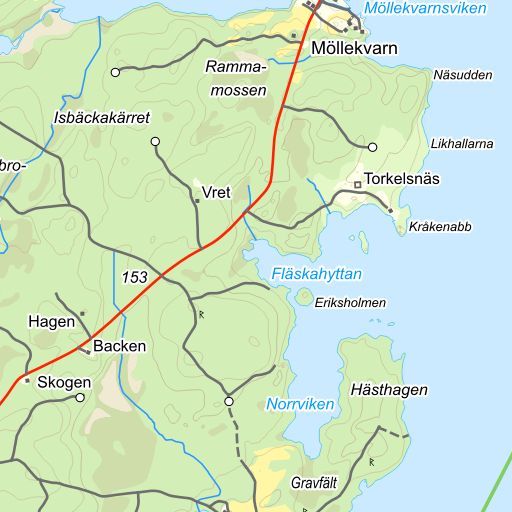 Möllekvarnsviken
Möllekvarn
Ramma-
mossen
Näsudden
Isbäckakärret
Likhallarna
bro-
Torkelsnäs
Vret
Kråkenabb
153
Fläskahyttan
Eriksholmen
R
Hagen
Backen
Skogen
Hästhagen
Norrviken
R
Gravfält
R